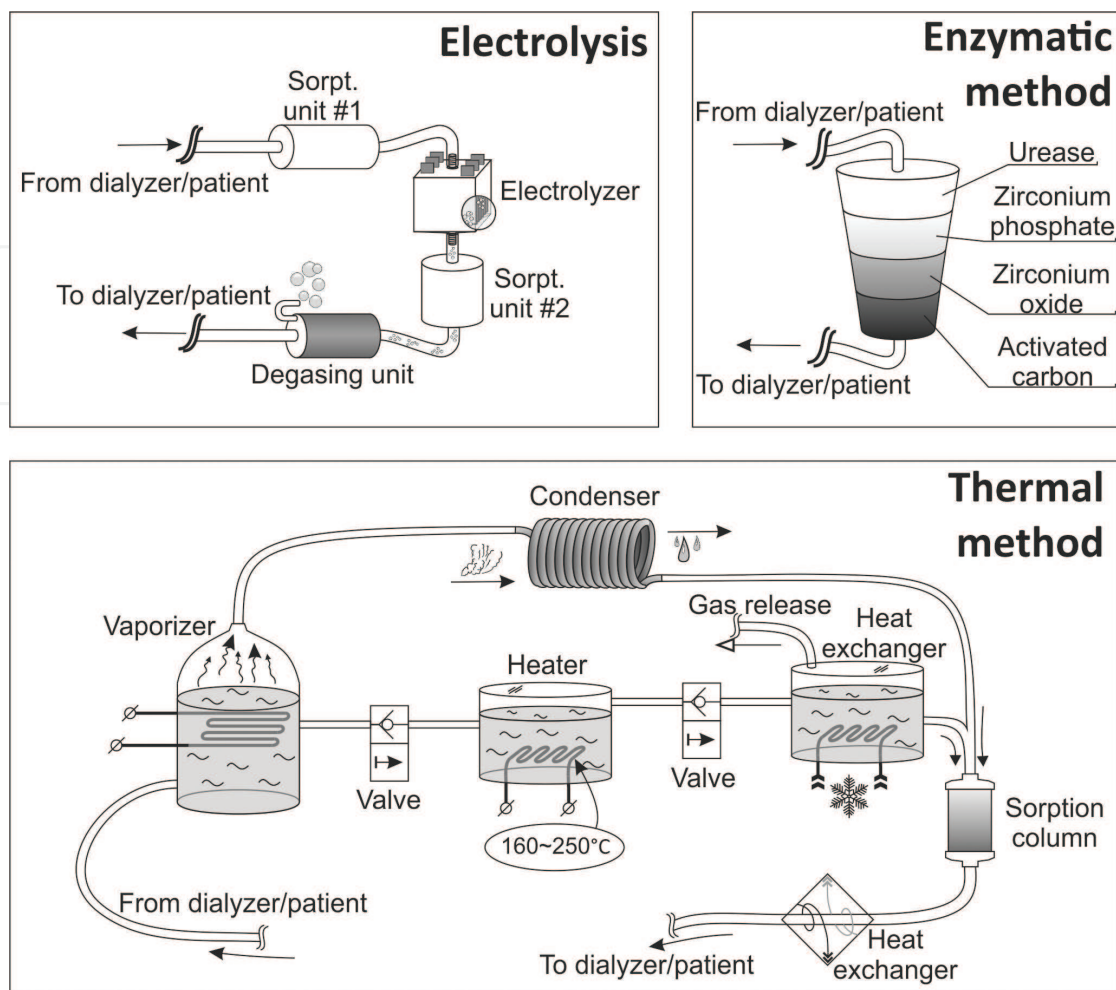 Electrolysis
Sorpt.
unit #1
From dialyzer/patient
Electrolyzer
To dialyzer/patient
Sorpt.
unit #2
Degasing unit
Enzymatic
method
From dialyzer/patient
Urease
Zirconium
phosphate
Zirconium
oxide
Activated
carbon
To dialyzer/patient
Thermal
method
Condenser
Vaporizer
Gas release
Heat
exchanger
Heater
Valve
Valve
160~250°C
Sorption
column
From dialyzer/patient
To dialyzer/patient
Heat
exchanger